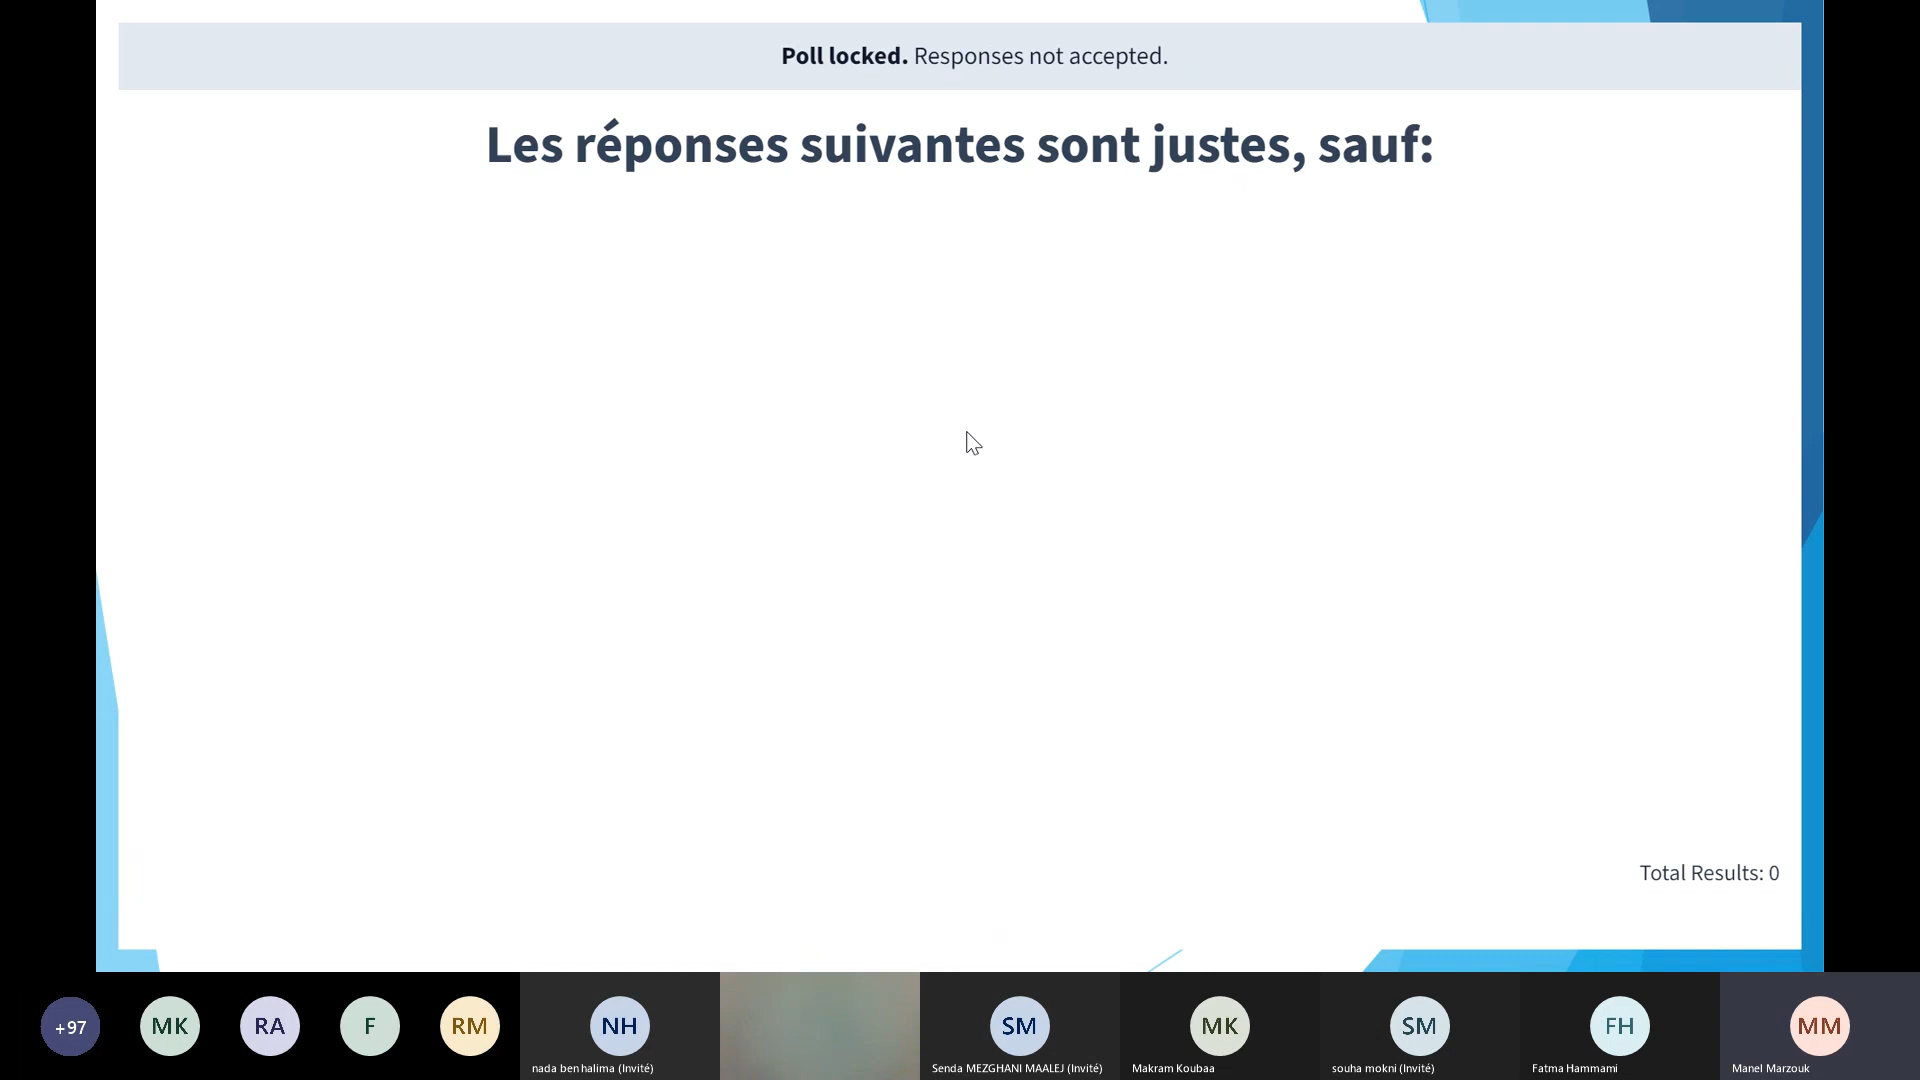 Poll locked. Responses not accepted.
Les réponses suivantes sont justes, sauf:
Total Results: 0
+97
MK
RA
F
RM
NH
nada ben halima (Invité)
SM
Senda MEZGHANI MAALEJ (Invité)
MK
Makram Koubaa
SM
souha mokni (Invité)
FH
Fatma Hammami
MM
Manel Marzouk